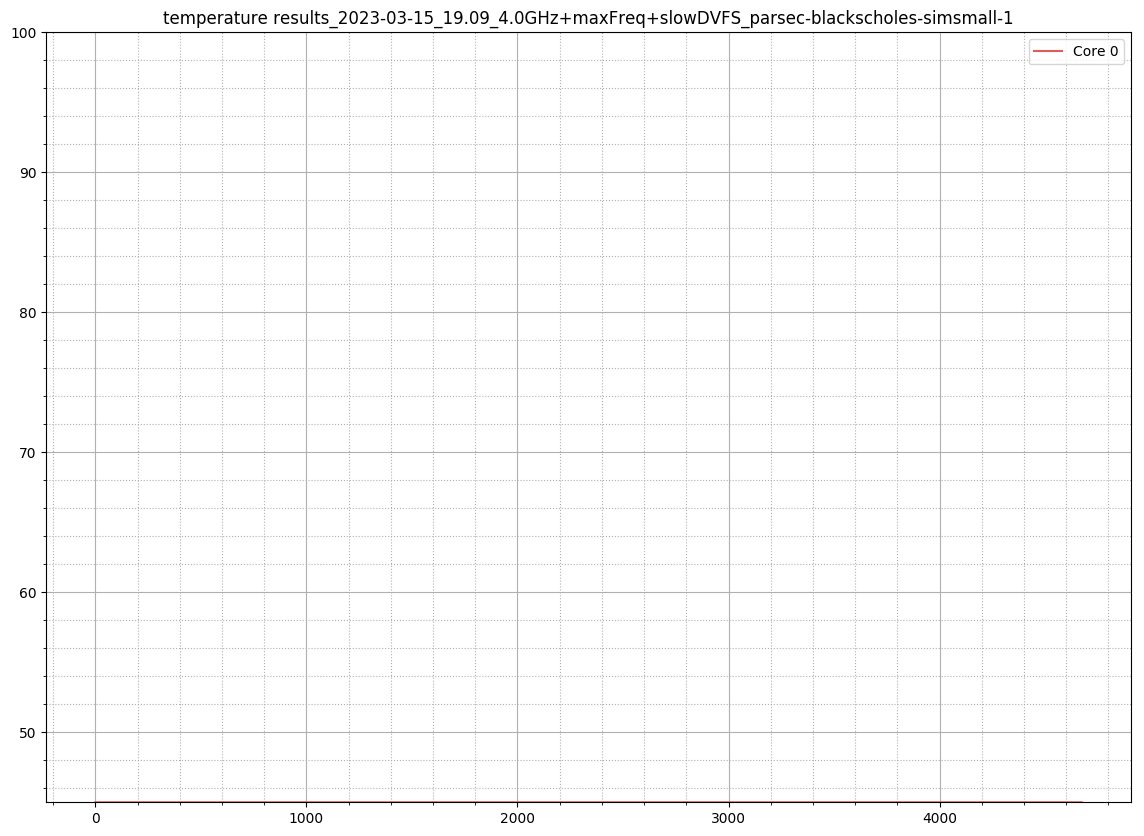 temperature results_2023-03-15_19.09_4.0GHz+maxFreq+slowDVFS_parsec-blackscholes-simsmall-1
100
Core 0
90
80
70
60
50
0 1000 2000 3000 4000